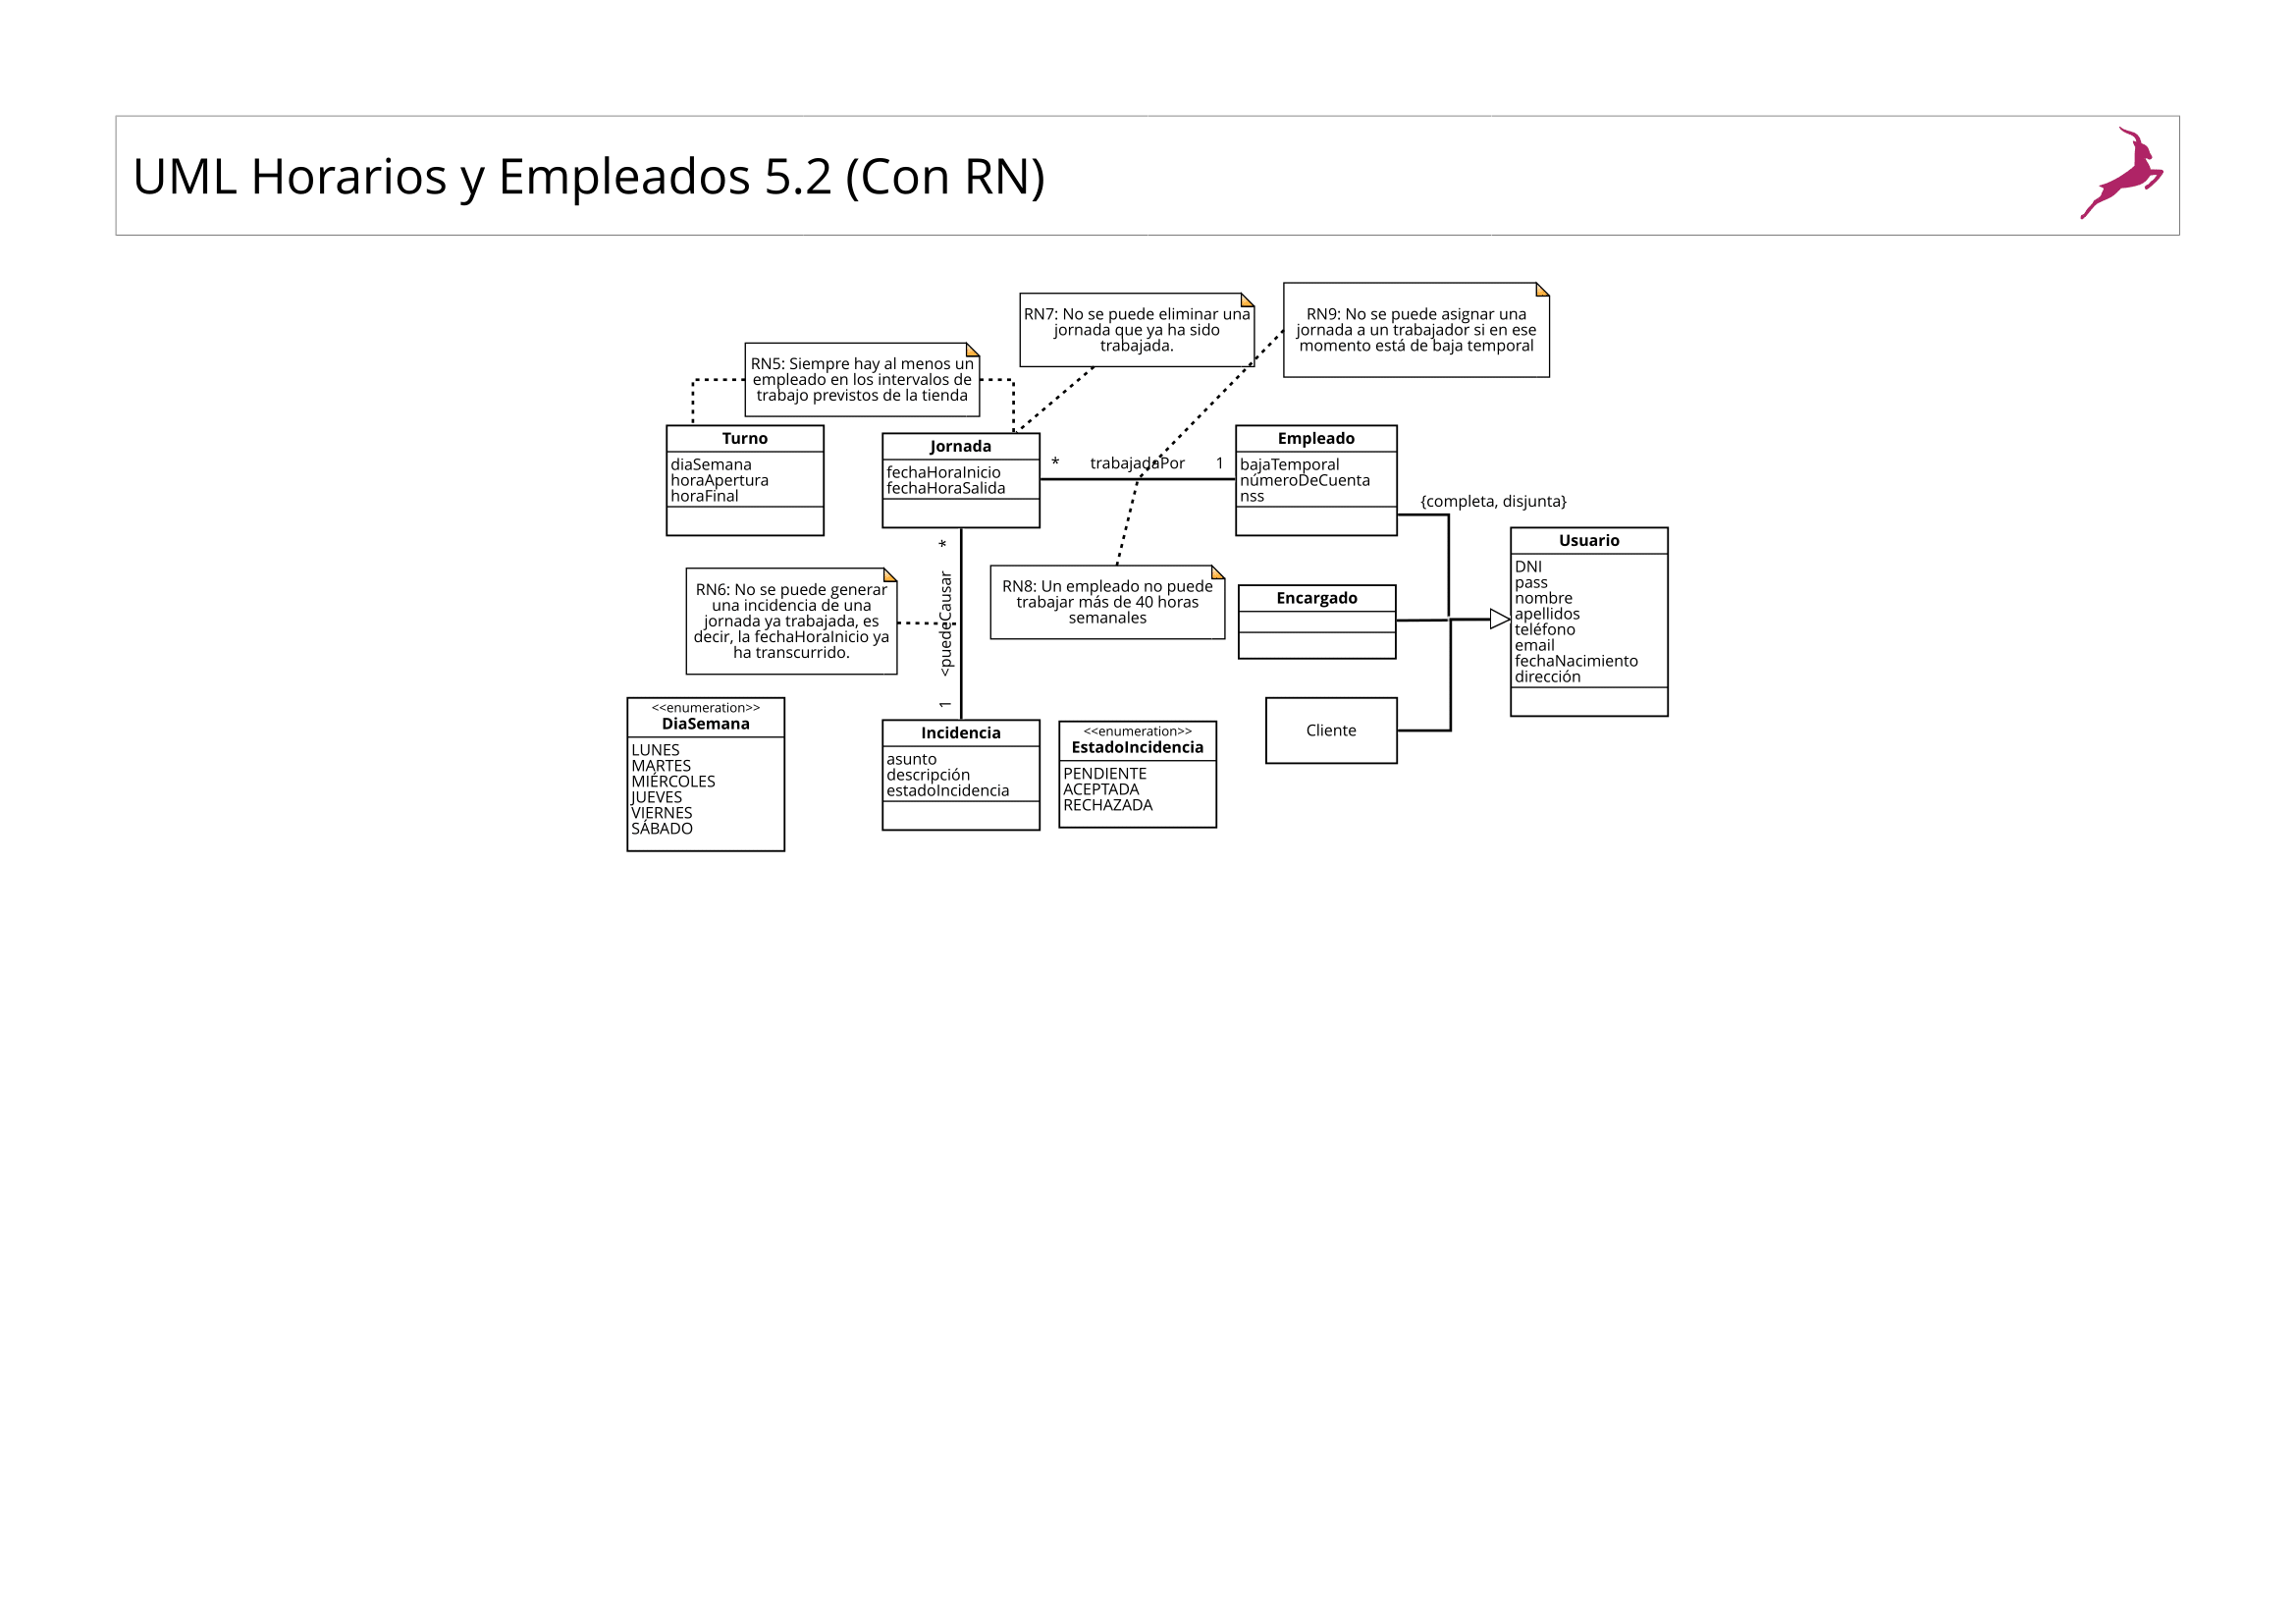 UML Horarios y Empleados 5.2 (Con RN)
RN7: No se puede eliminar una
jornada que ya ha sido
trabajada.
RN9: No se puede asignar una
jornada a un trabajador si en ese
momento está de baja temporal
RN5: Siempre hay al menos un
empleado en los intervalos de
trabajo previstos de la tienda
Turno
diaSemana
horaApertura
horaFinal
Jornada
fechaHoraInicio
fechaHoraSalida
* trabajadaPor 1
Empleado
bajaTemporal
númeroDeCuenta
nss
{completa, disjunta}
Usuario
DNI
pass
nombre
apellidos
teléfono
email
fechaNacimiento
dirección
RN6: No se puede generar
una incidencia de una
jornada ya trabajada, es
decir, la fechaHoraInicio ya
ha transcurrido.
1 <puedeCausar *
RN8: Un empleado no puede
trabajar más de 40 horas
semanales
Encargado
Cliente
<<enumeration>>
DiaSemana
LUNES
MARTES
MIÉRCOLES
JUEVES
VIERNES
SÁBADO
Incidencia
asunto
descripción
estadoIncidencia
<<enumeration>>
EstadoIncidencia
PENDIENTE
ACEPTADA
RECHAZADA